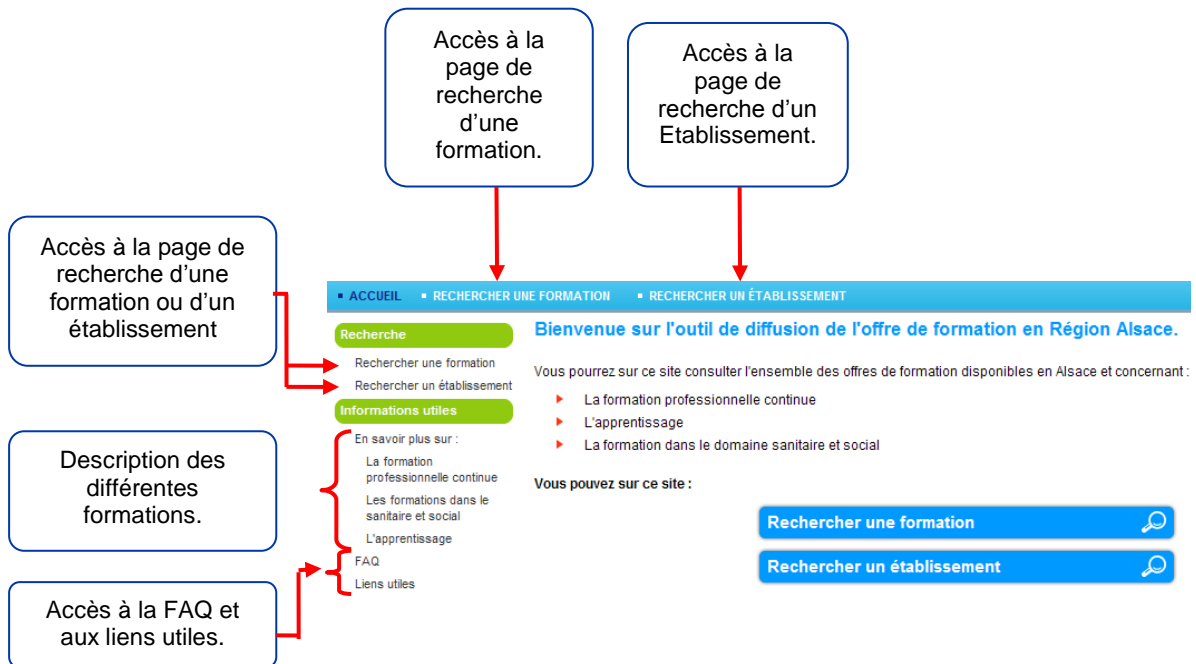 Accès à la
page de
recherche
d'une
formation.
Accès à la
page de
recherche d'un
Etablissement.
Accès à la page de
recherche d'une
formation ou d'un
établissement
Description des
différentes
formations.
Accès à la FAQ et
aux liens utiles.
ACCUEIL RECHERCHER UNE FORMATION RECHERCHER UN ÉTABLISSEMENT
Recherche
Rechercher une formation
Rechercher un établissement
Informations utiles
En savoir plus sur :
La formation
professionnelle continue
Les formations dans le
sanitaire et social
L'apprentissage
FAQ
Liens utiles
Bienvenue sur l'outil de diffusion de l'offre de formation en Région Alsace.
Vous pourrez sur ce site consulter l'ensemble des offres de formation disponibles en Alsace et concernant :
La formation professionnelle continue
L'apprentissage
La formation dans le domaine sanitaire et social
Vous pouvez sur ce site :
Rechercher une formation
Rechercher un établissement